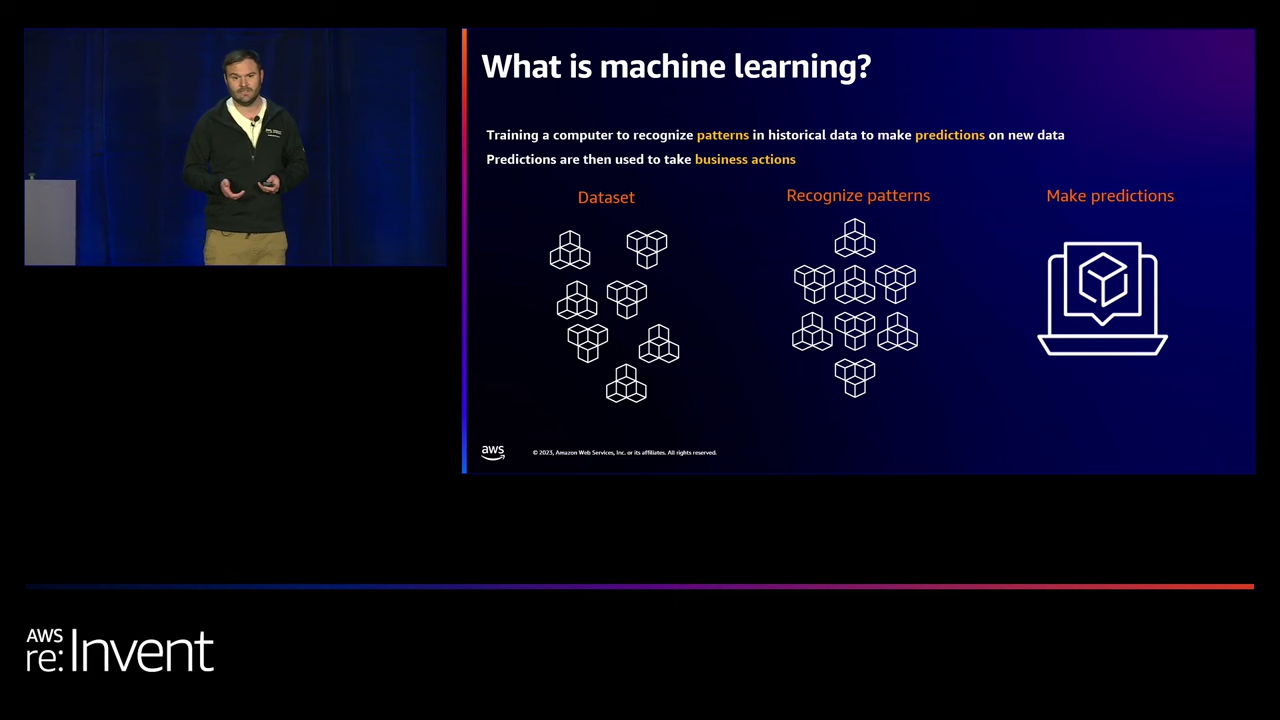 What is machine learning?
Training a computer to recognize patterns in historical data to make predictions on new data
Predictions are then used to take business actions
Dataset
Recognize patterns
Make predictions
aws
© 2023, Amazon Web Services, Inc. or its affiliates. All rights reserved.
AWS
re:Invent